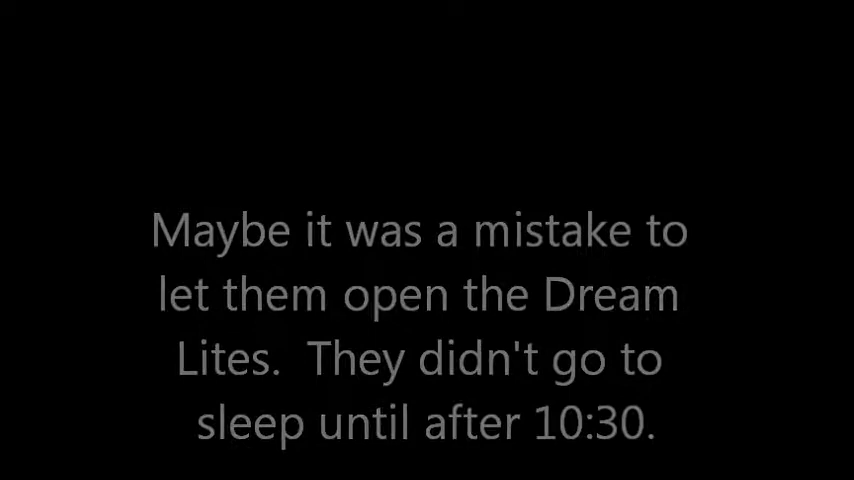 Maybe it was a mistake to
let them open the Dream
Lites.  They didn't go to
sleep until after 10:30.